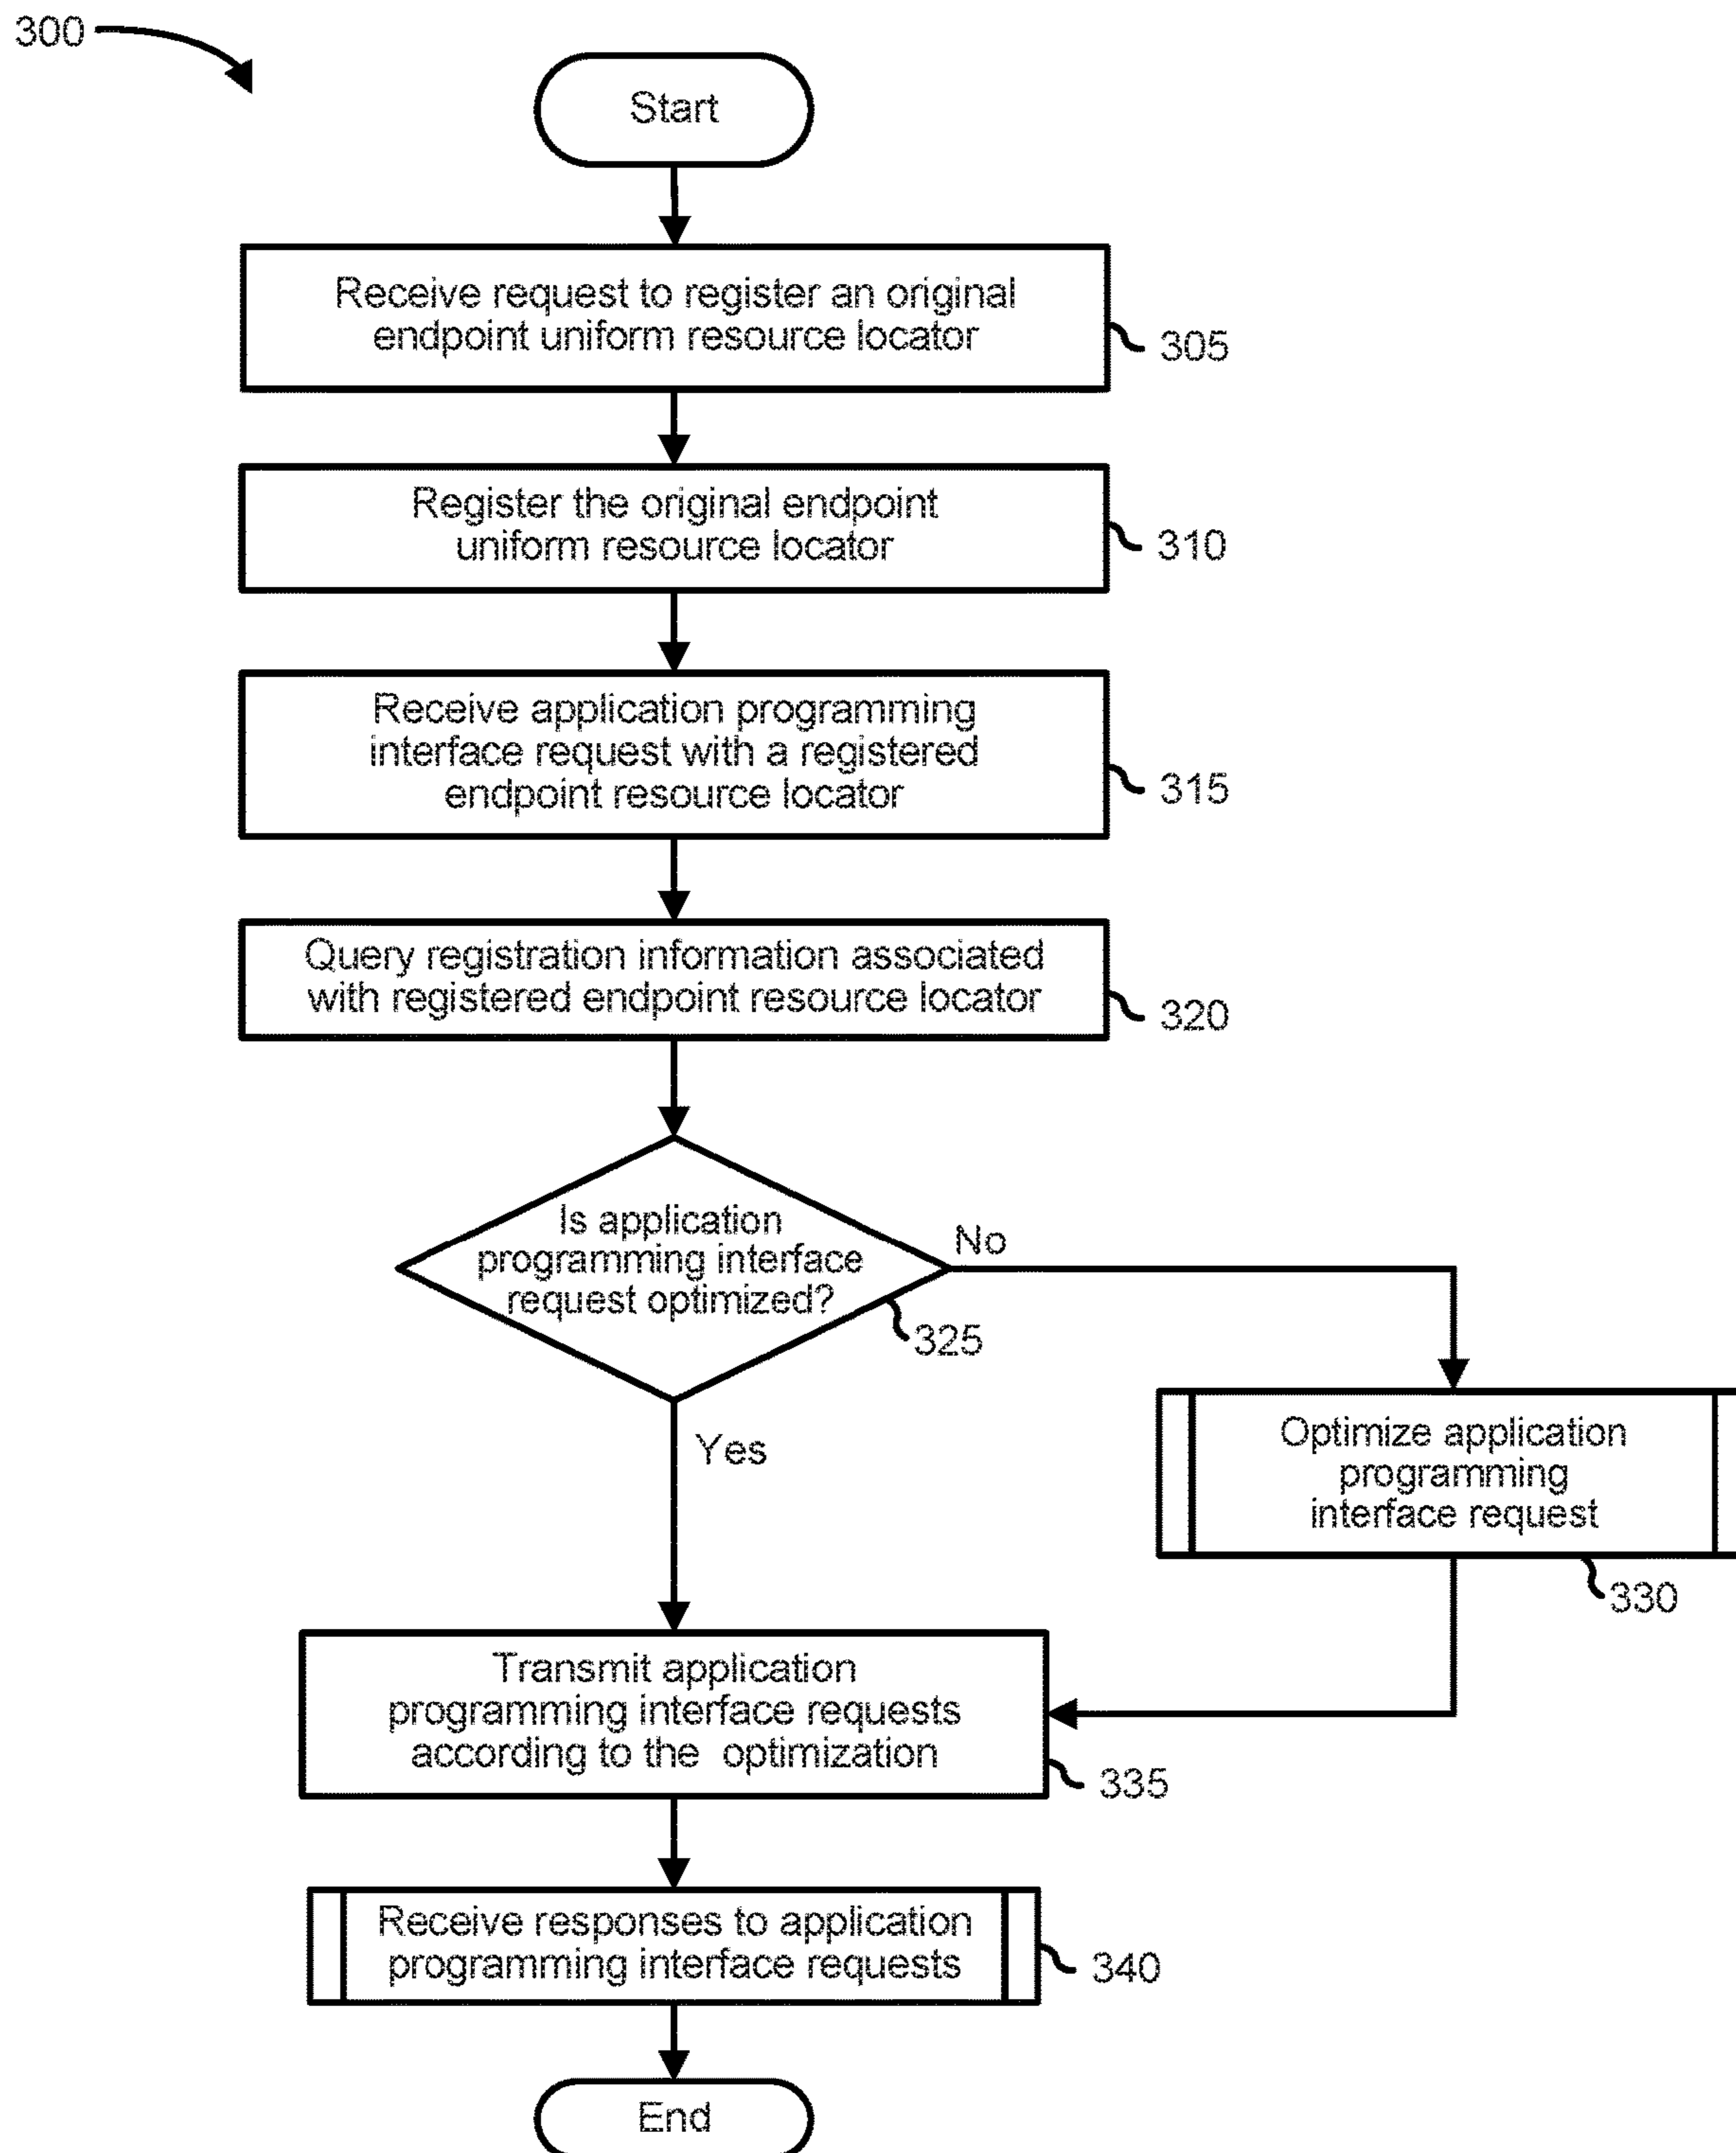 300
Start
Receive request to register an original
endpoint uniform resource locator
305
Register the original endpoint
uniform resource locator
310
Receive application programming
interface request with a registered
endpoint resource locator
315
Query registration information associated
with registered endpoint resource locator
320
Is application
programming interface
request optimized?
325
No
Yes
Optimize application
programming
interface request
330
Transmit application
programming interface requests
according to the optimization
335
Receive responses to application
programming interface requests
340
End